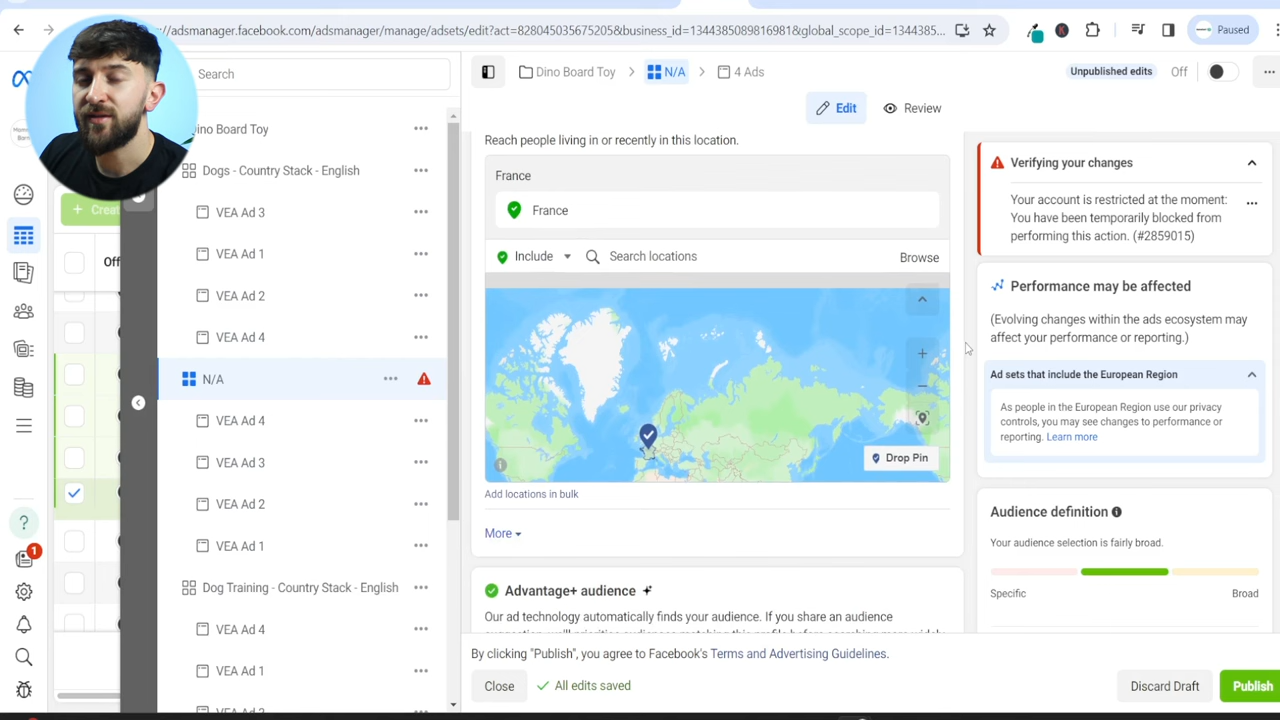 adsmanager.facebook.com/adsmanager/manage/adsets/edit?act=828045035675205&business_id=1344385089816981&global_scope_id=1344385...
Paused
Search
Dino Board Toy
Dogs - Country Stack - English
VEA Ad 3
VEA Ad 1
VEA Ad 2
VEA Ad 4
N/A
VEA Ad 4
VEA Ad 3
VEA Ad 2
VEA Ad 1
Dog Training - Country Stack - English
VEA Ad 4
VEA Ad 1
Off
1
Dino Board Toy
N/A
4 Ads
Unpublished edits
Off
Edit
Review
Reach people living in or recently in this location.
France
France
Include
Search locations
Browse
Drop Pin
Add locations in bulk
More
Advantage+ audience
Our ad technology automatically finds your audience. If you share an audience
Verifying your changes
Your account is restricted at the moment:
You have been temporarily blocked from
performing this action. (#2859015)
Performance may be affected
(Evolving changes within the ads ecosystem may
affect your performance or reporting.)
Ad sets that include the European Region
As people in the European Region use our privacy
controls, you may see changes to performance or
reporting. Learn more
Audience definition
Your audience selection is fairly broad.
Specific
Broad
By clicking "Publish", you agree to Facebook's Terms and Advertising Guidelines.
Close
All edits saved
Discard Draft
Publish